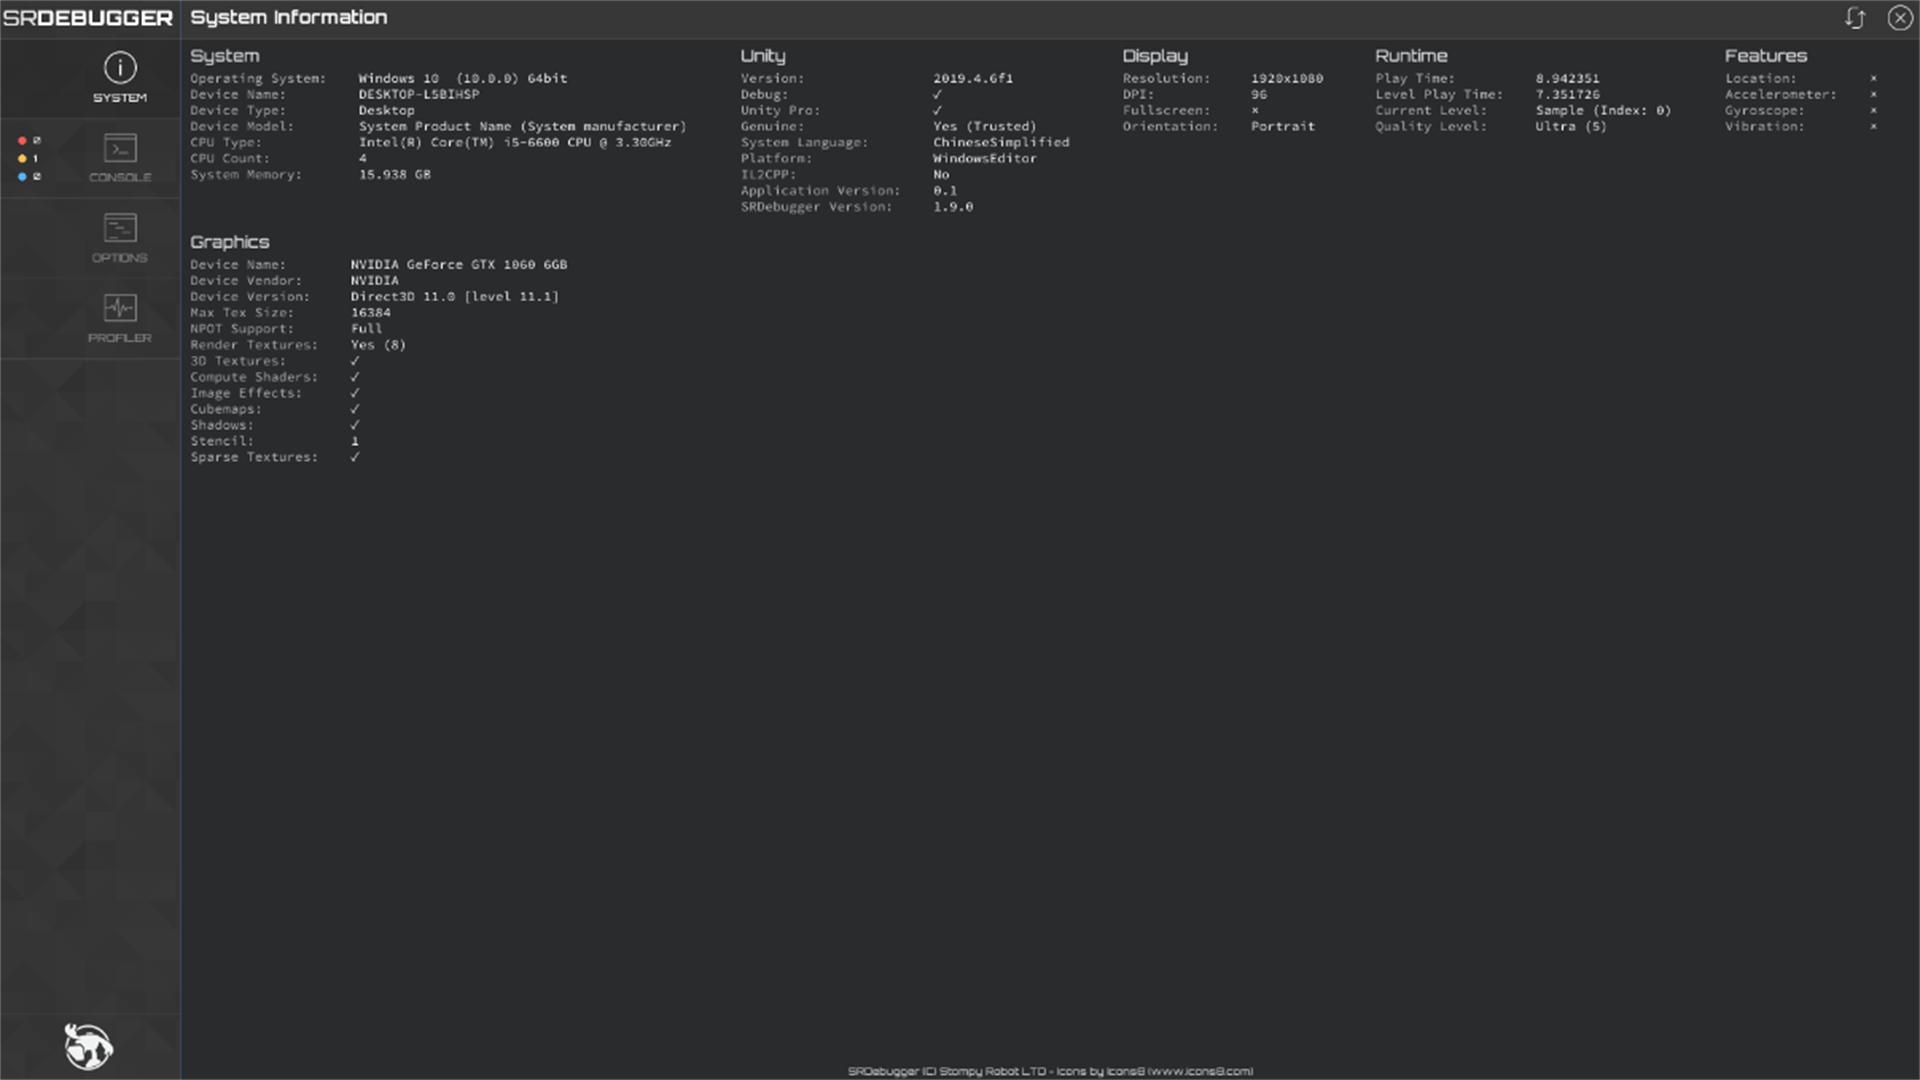 SRDEBUGGER
System Information
SYSTEM
0
1
0
CONSOLE
OPTIONS
PROFILER
System
Operating System: Windows 10  (10.0.0) 64bit
Device Name: DESKTOP-L5BIHSP
Device Type: Desktop
Device Model: System Product Name (System manufacturer)
CPU Type: Intel(R) Core(TM) i5-6600 CPU @ 3.30GHz
CPU Count: 4
System Memory: 15.938 GB
Unity
Version: 2019.4.6f1
Debug: ✓
Unity Pro: ✓
Genuine: Yes (Trusted)
System Language: ChineseSimplified
Platform: WindowsEditor
IL2CPP: No
Application Version: 0.1
SRDebugger Version: 1.9.0
Display
Resolution: 1920x1080
DPI: 96
Fullscreen: ×
Orientation: Portrait
Runtime
Play Time: 8.942351
Level Play Time: 7.351726
Current Level: Sample (Index: 0)
Quality Level: Ultra (5)
Features
Location: ×
Accelerometer: ×
Gyroscope: ×
Vibration: ×
Graphics
Device Name: NVIDIA GeForce GTX 1060 6GB
Device Vendor: NVIDIA
Device Version: Direct3D 11.0 [level 11.1]
Max Tex Size: 16384
NPOT Support: Full
Render Textures: Yes (8)
3D Textures: ✓
Compute Shaders: ✓
Image Effects: ✓
Cubemaps: ✓
Shadows: ✓
Stencil: 1
Sparse Textures: ✓
SRDebugger (C) Stompy Robot LTD - Icons by Icons8 (www.icons8.com)